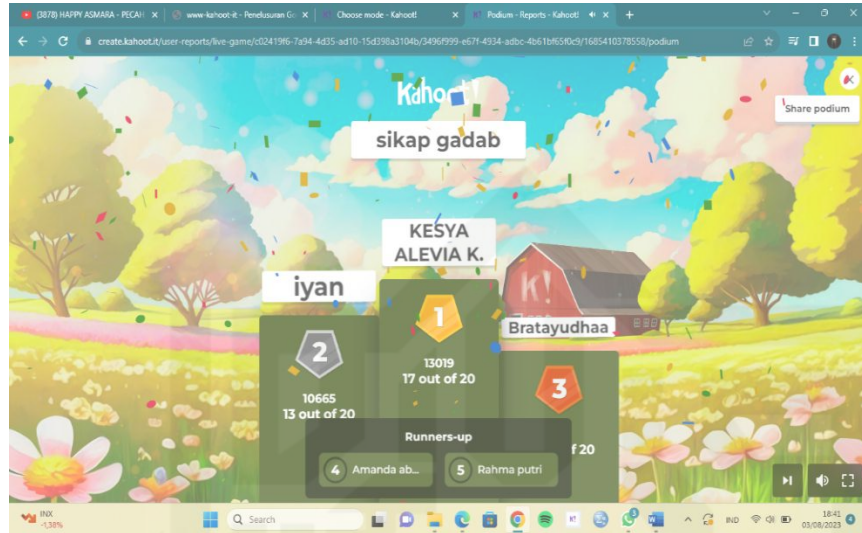 (3878) HAPPY ASMARA - PECAH
www-kahoot-it - Penelusuran Go
Choose mode - Kahoot!
Podium - Reports - Kahoot!
create.kahoot.it/user-reports/live-game/c02419f6-7a94-4d35-ad10-15d398a3104b/3496f999-e67f-4934-adbc-4b61bf65f0c9/1685410378558/podium
Kahoot!
Share podium
sikap gadab
KESYA
ALEVIA K.
iyan
K!
Bratayudhaa
1
2
13019
17 out of 20
3
10665
13 out of 20
Runners-up
f 20
4 Amanda ab...
5 Rahma putri
INX
-1,38%
Search
IND
18:41
03/08/2023